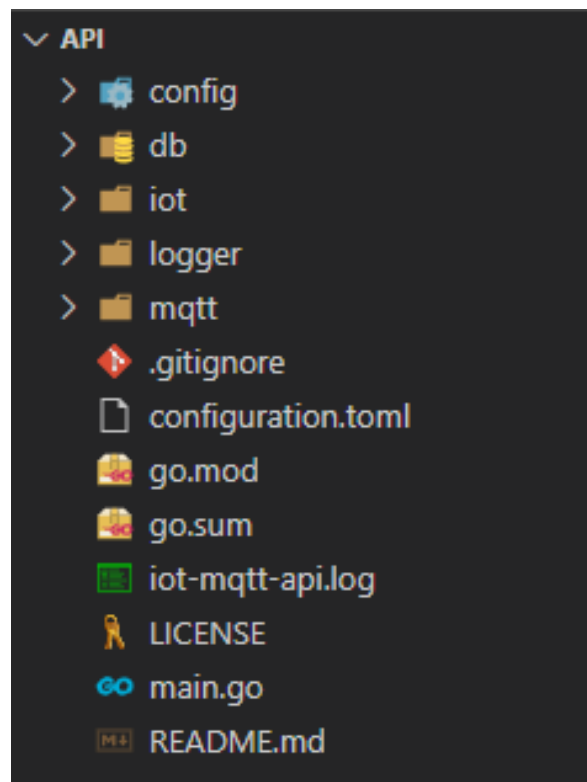 API
config
db
iot
logger
mqtt
.gitignore
configuration.toml
go.mod
go.sum
iot-mqtt-api.log
LICENSE
GO main.go
README.md